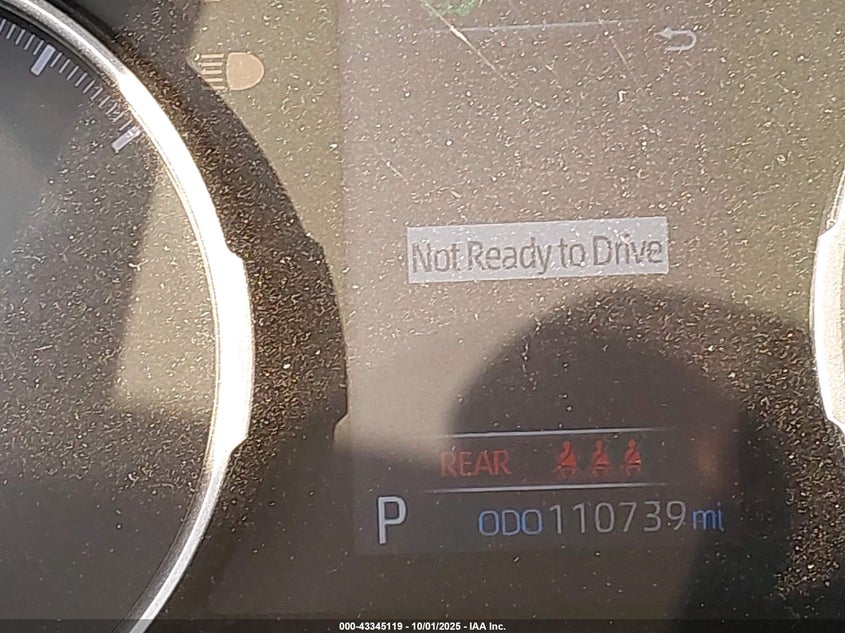 Not Ready to Drive
REAR
P ODO 110739 mi
000-43345119 - 10/01/2025 - IAA Inc.